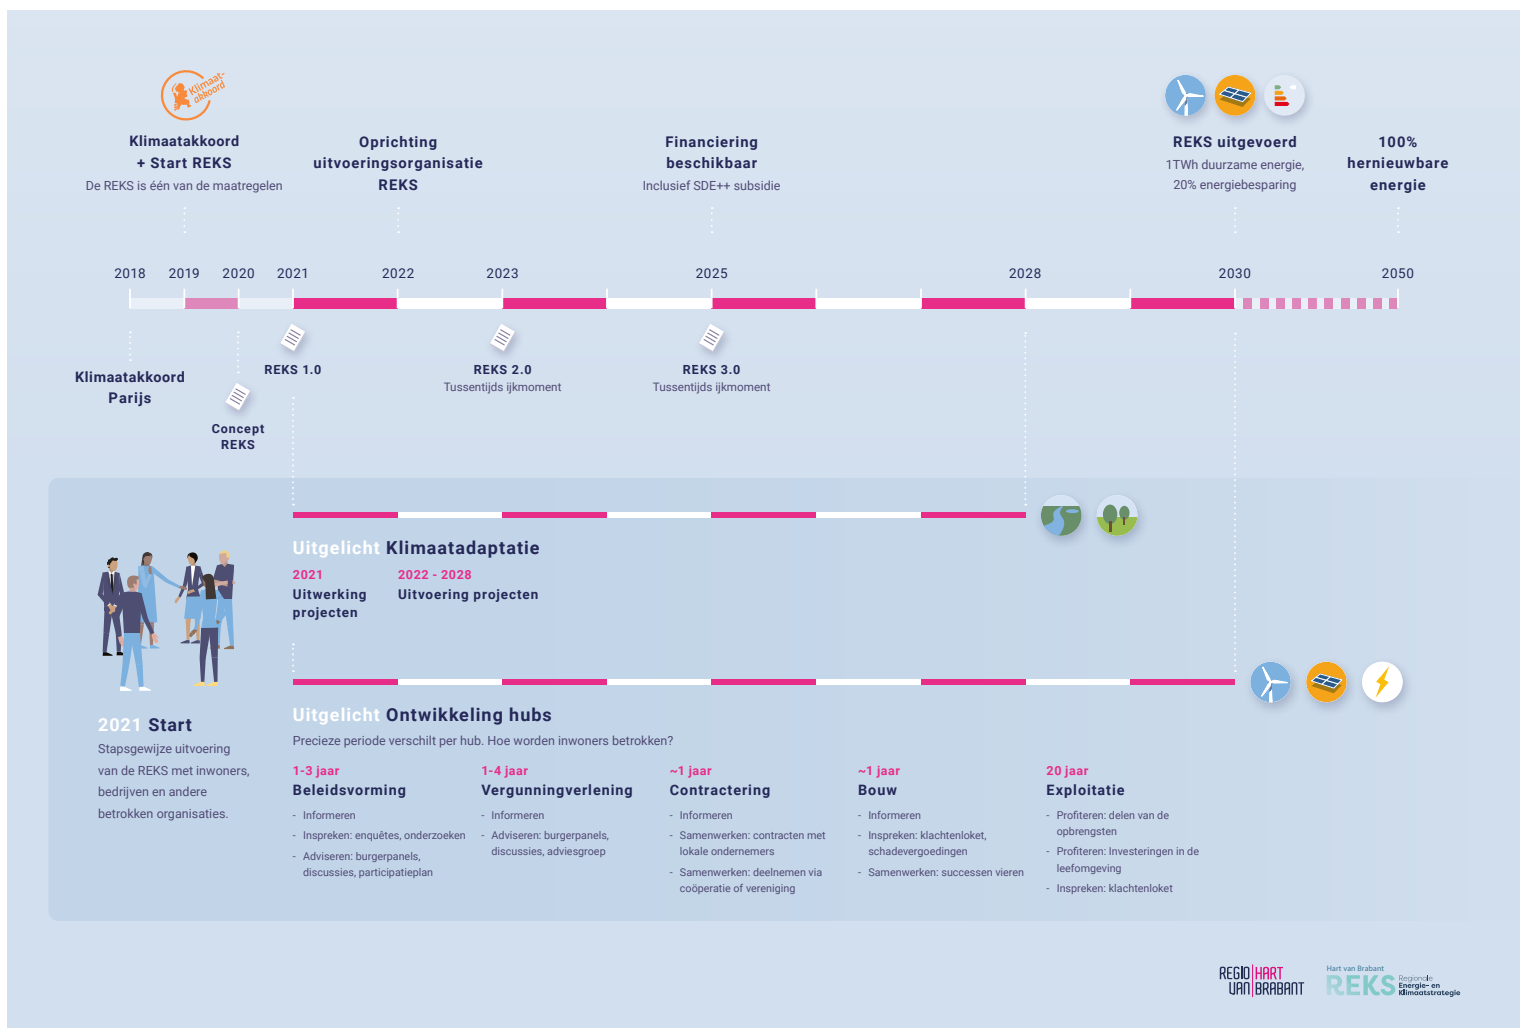 Klimaat-
akkoord
Klimaatakkoord
+ Start REKS
De REKS is één van de maatregelen
Oprichting
uitvoeringsorganisatie
REKS
Financiering
beschikbaar
Inclusief SDE++ subsidie
REKS uitgevoerd
1TWh duurzame energie,
20% energiebesparing
100%
hernieuwbare
energie
2018 2019 2020 2021 2022 2023 2025 2028 2030 2050
Klimaatakkoord
Parijs
Concept
REKS
REKS 1.0
REKS 2.0
Tussentijds ijkmoment
REKS 3.0
Tussentijds ijkmoment
2021 Start
Stapsgewijze uitvoering
van de REKS met inwoners,
bedrijven en andere
betrokken organisaties.
Uitgelicht Klimaatadaptatie
2021
Uitwerking
projecten
2022 - 2028
Uitvoering projecten
Uitgelicht Ontwikkeling hubs
Precieze periode verschilt per hub. Hoe worden inwoners betrokken?
1-3 jaar
Beleidsvorming
- Informeren
- Inspreken: enquêtes, onderzoeken
- Adviseren: burgerpanels,
discussies, participatieplan
1-4 jaar
Vergunningverlening
- Informeren
- Adviseren: burgerpanels,
discussies, adviesgroep
~1 jaar
Contractering
- Informeren
- Samenwerken: contracten met
lokale ondernemers
- Samenwerken: deelnemen via
coöperatie of vereniging
~1 jaar
Bouw
- Informeren
- Inspreken: klachtenloket,
schadevergoedingen
- Samenwerken: successen vieren
20 jaar
Exploitatie
- Profiteren: delen van de
opbrengsten
- Profiteren: Investeringen in de
leefomgeving
- Inspreken: klachtenloket
REGIO HART
VAN BRABANT
Hart van Brabant
REKS
Regionale
Energie- en
Klimaatstrategie